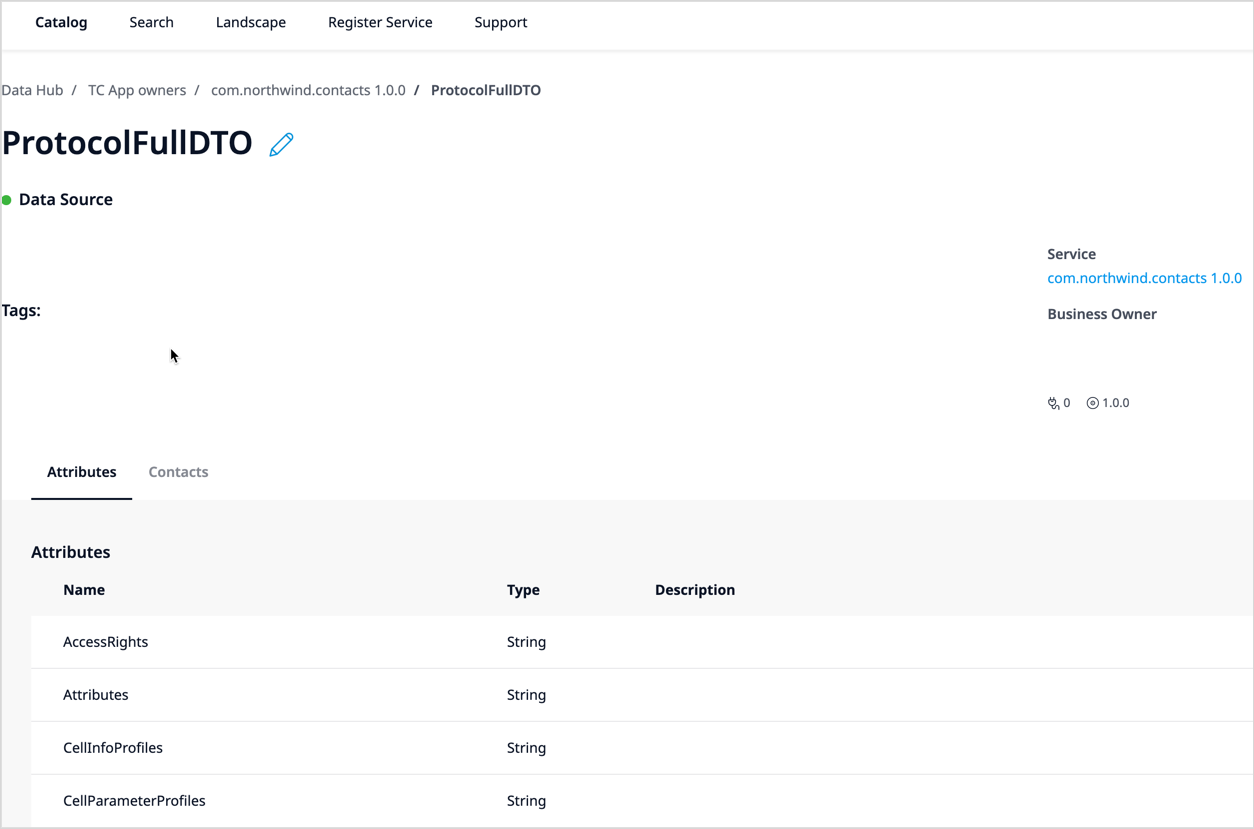 Catalog Search Landscape Register Service Support
Data Hub / TC App owners / com.northwind.contacts 1.0.0 / ProtocolFullDTO
ProtocolFullDTO
Data Source
Service
com.northwind.contacts 1.0.0
Tags:
Business Owner
0 1.0.0
Attributes Contacts
Attributes
Name Type Description
AccessRights String
Attributes String
CellInfoProfiles String
CellParameterProfiles String